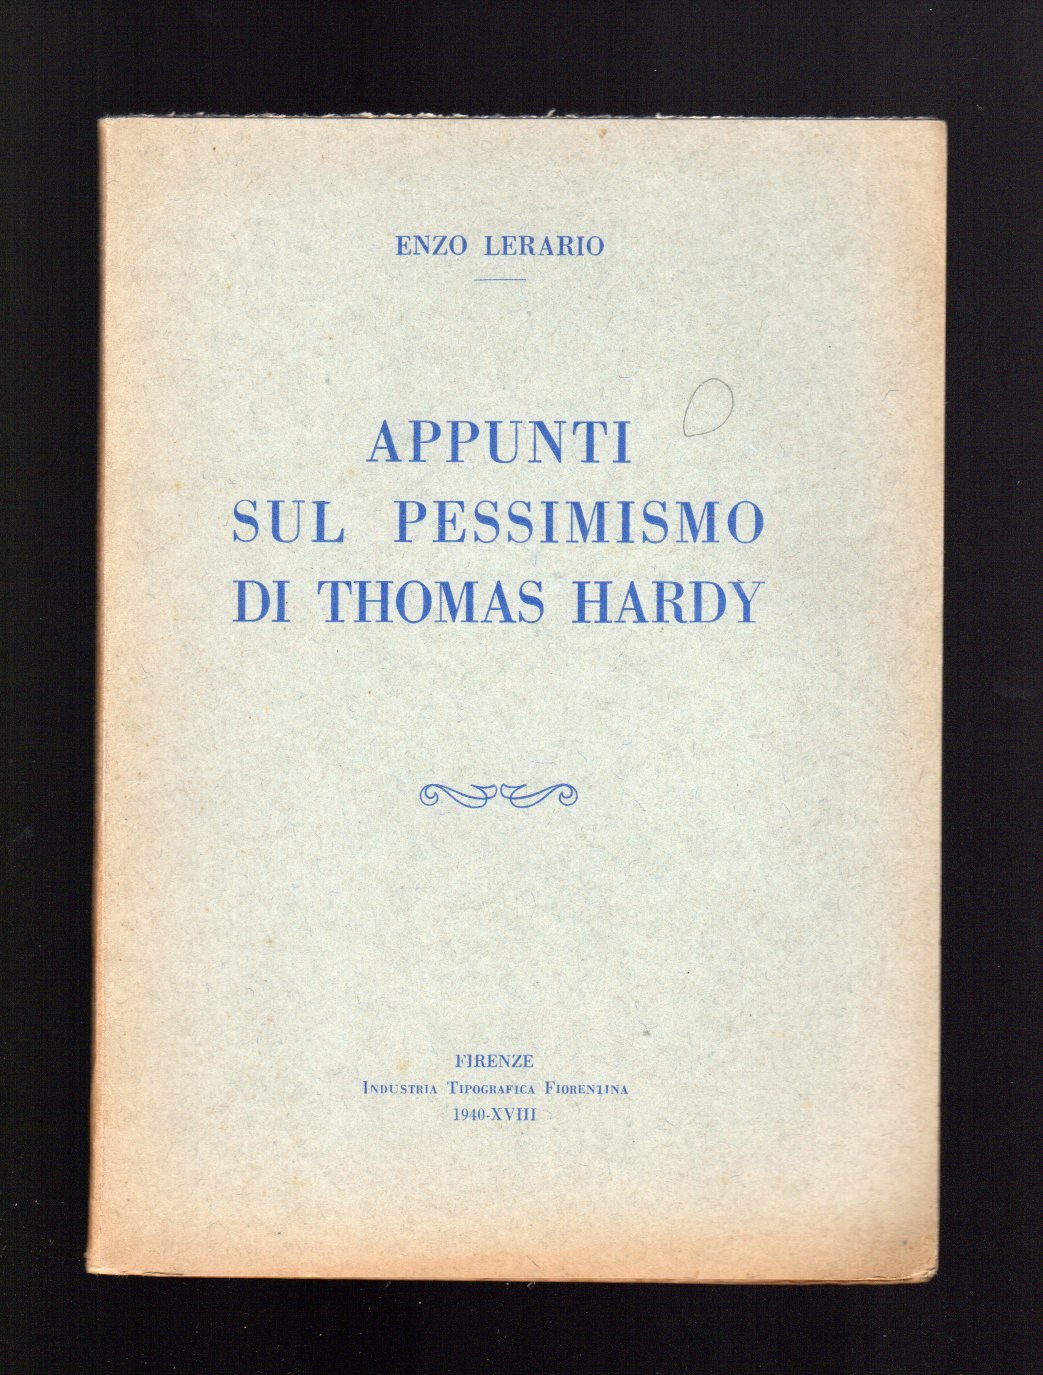 ENZO LERARIO
APPUNTI
SUL PESSIMISMO
DI THOMAS HARDY
FIRENZE
INDUSTRIA TIPOGRAFICA FIORENTINA
1940-XVIII